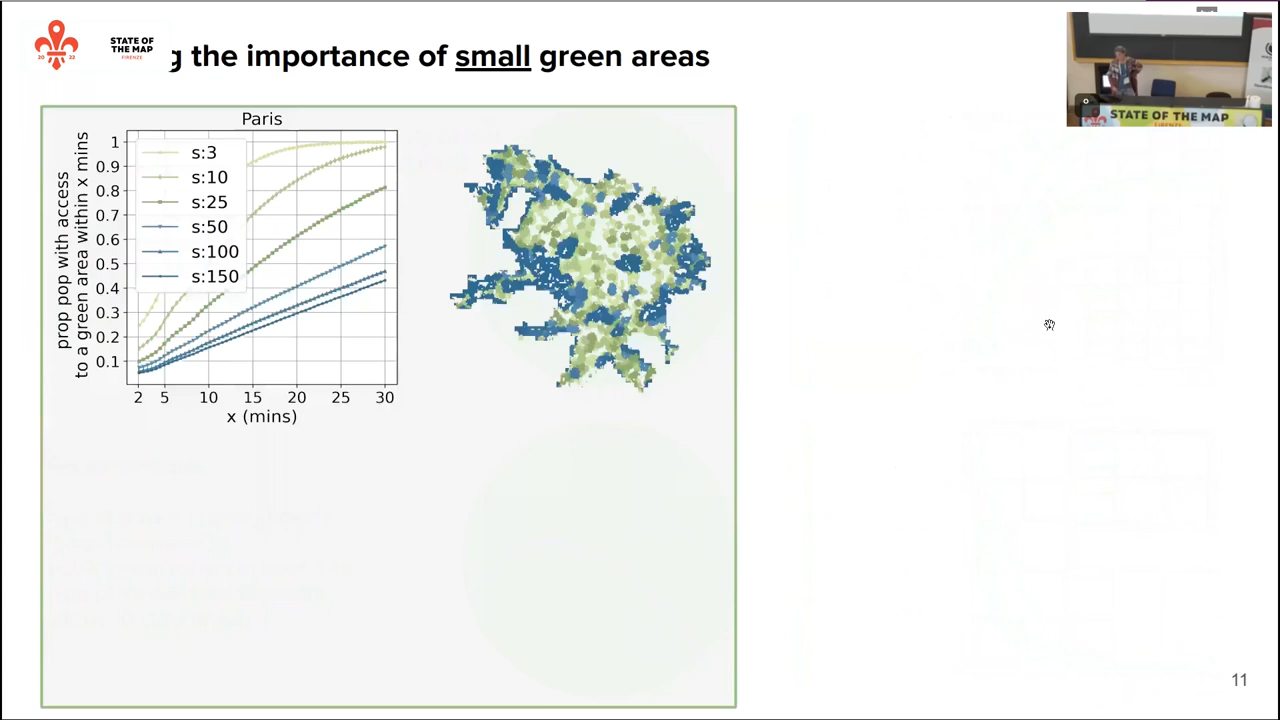 STATE OF
THE MAP
FIRENZE
20 22
g the importance of small green areas
STATE OF THE MAP
FIRENZE
Paris
prop pop with access
to a green area within x mins
1
0.9
0.8
0.7
0.6
0.5
0.4
0.3
0.2
0.1
s:3
s:10
s:25
s:50
s:100
s:150
2 5 10 15 20 25 30
x (mins)
11